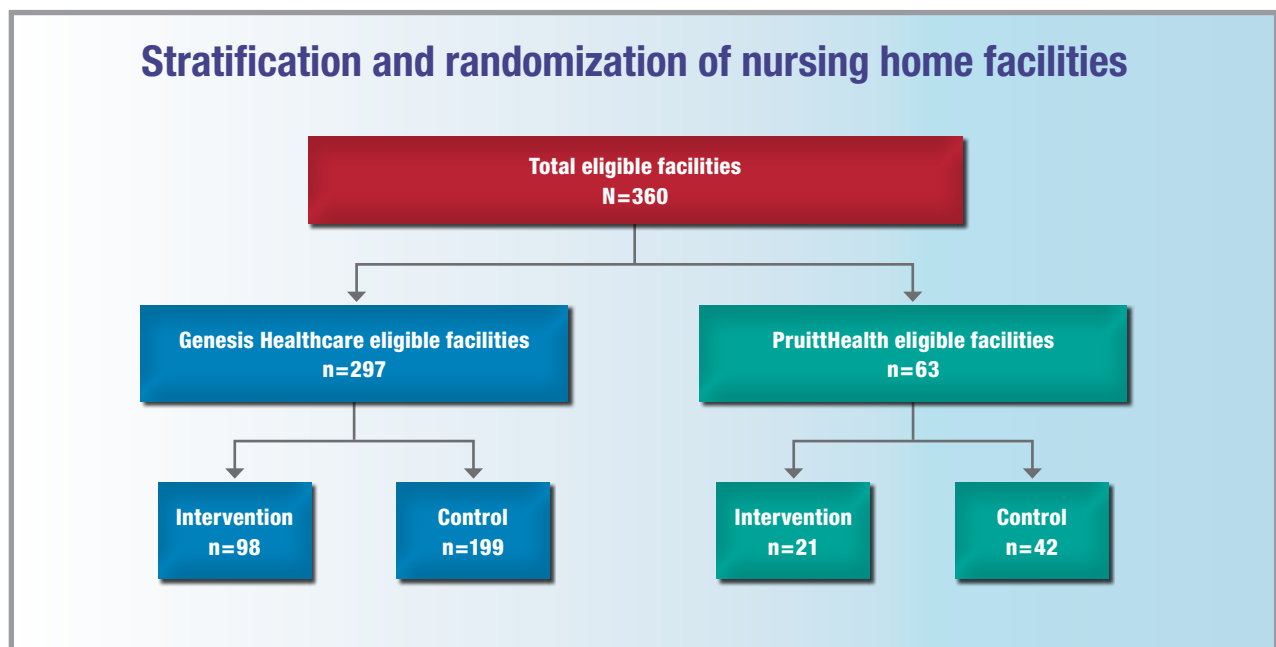 Stratification and randomization of nursing home facilities
Total eligible facilities
N=360
Genesis Healthcare eligible facilities
n=297
PruittHealth eligible facilities
n=63
Intervention
n=98
Control
n=199
Intervention
n=21
Control
n=42